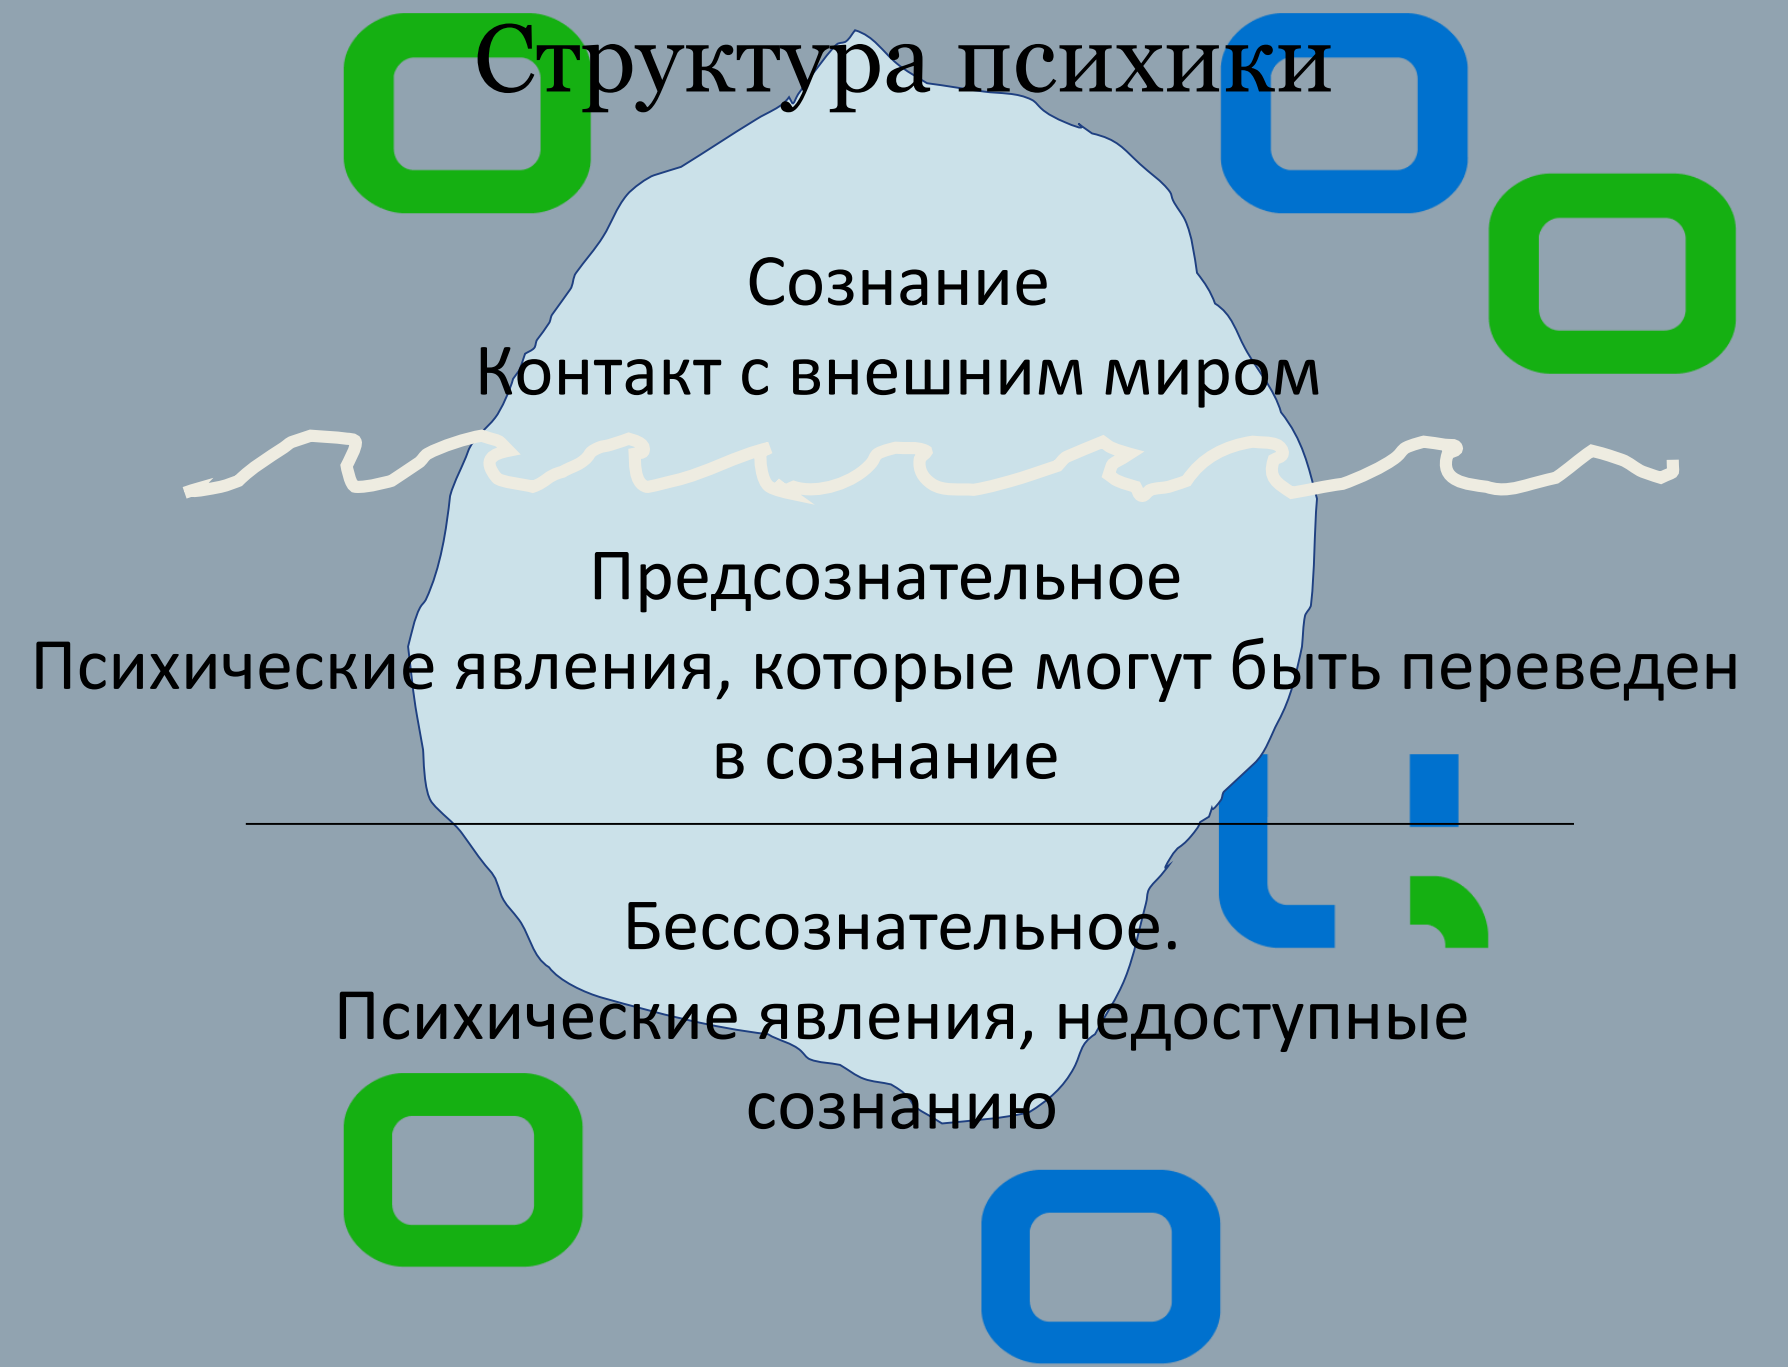 Структура психики
Сознание
Контакт с внешним миром
Предсознательное
Психические явления, которые могут быть переведен
в сознание
Бессознательное.
Психические явления, недоступные
сознанию